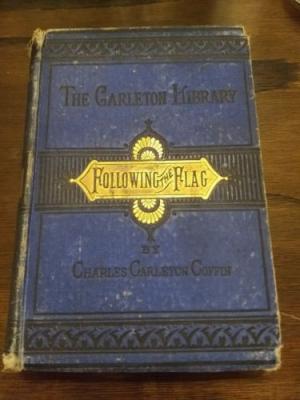 THE CARLETON LIBRARY
FOLLOWING THE FLAG
BY
CHARLES CARLETON COFFIN